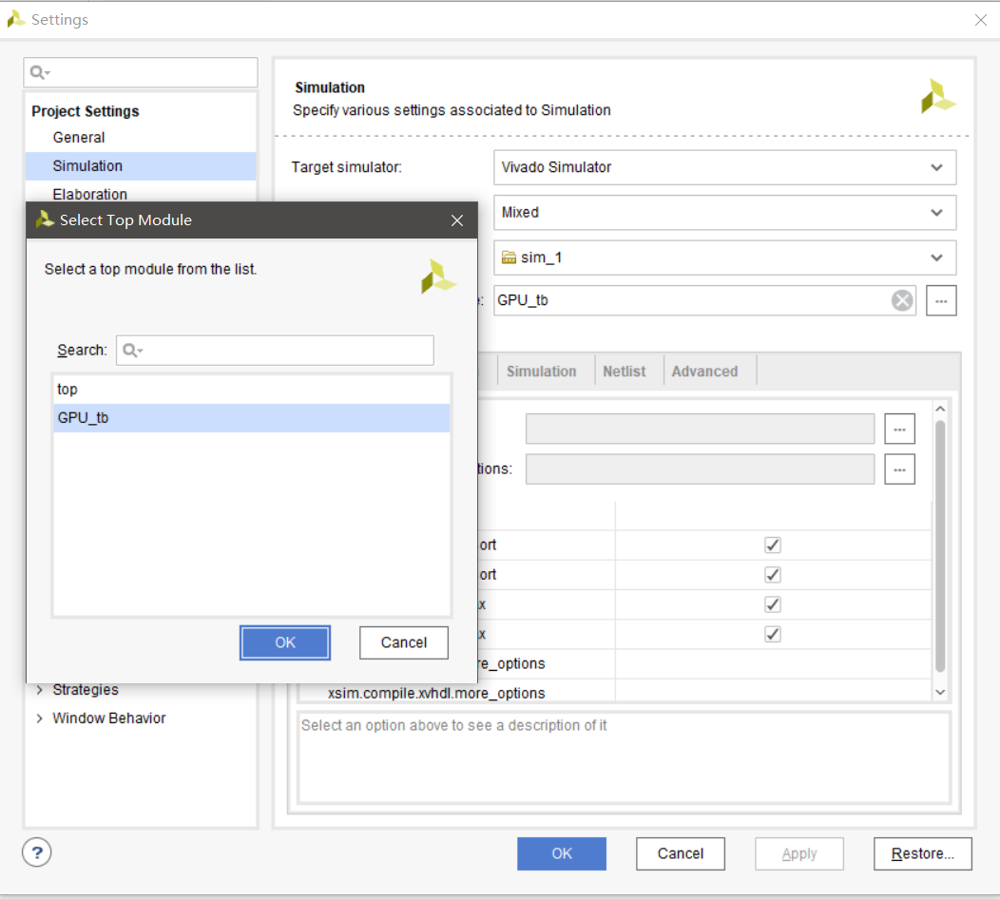 Settings
Project Settings
General
Simulation
Elaboration
Strategies
Window Behavior
Simulation
Specify various settings associated to Simulation
Target simulator:
Vivado Simulator
Mixed
sim_1
:
GPU_tb
...
Simulation
Netlist
Advanced
...
tions:
...
ort
ort
x
x
re_options
xsim.compile.xvhdl.more_options
Select an option above to see a description of it
Select Top Module
Select a top module from the list.
Search:
top
GPU_tb
OK
Cancel
?
OK
Cancel
Apply
Restore...